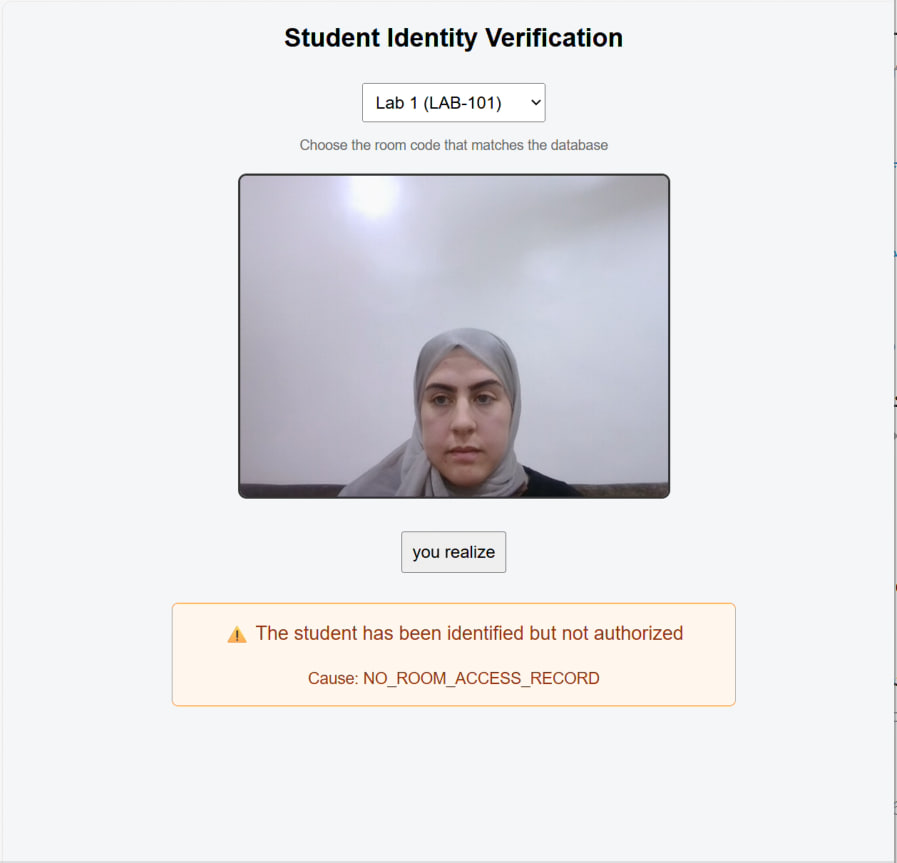 Student Identity Verification
Lab 1 (LAB-101)
Choose the room code that matches the database
you realize
The student has been identified but not authorized
Cause: NO_ROOM_ACCESS_RECORD